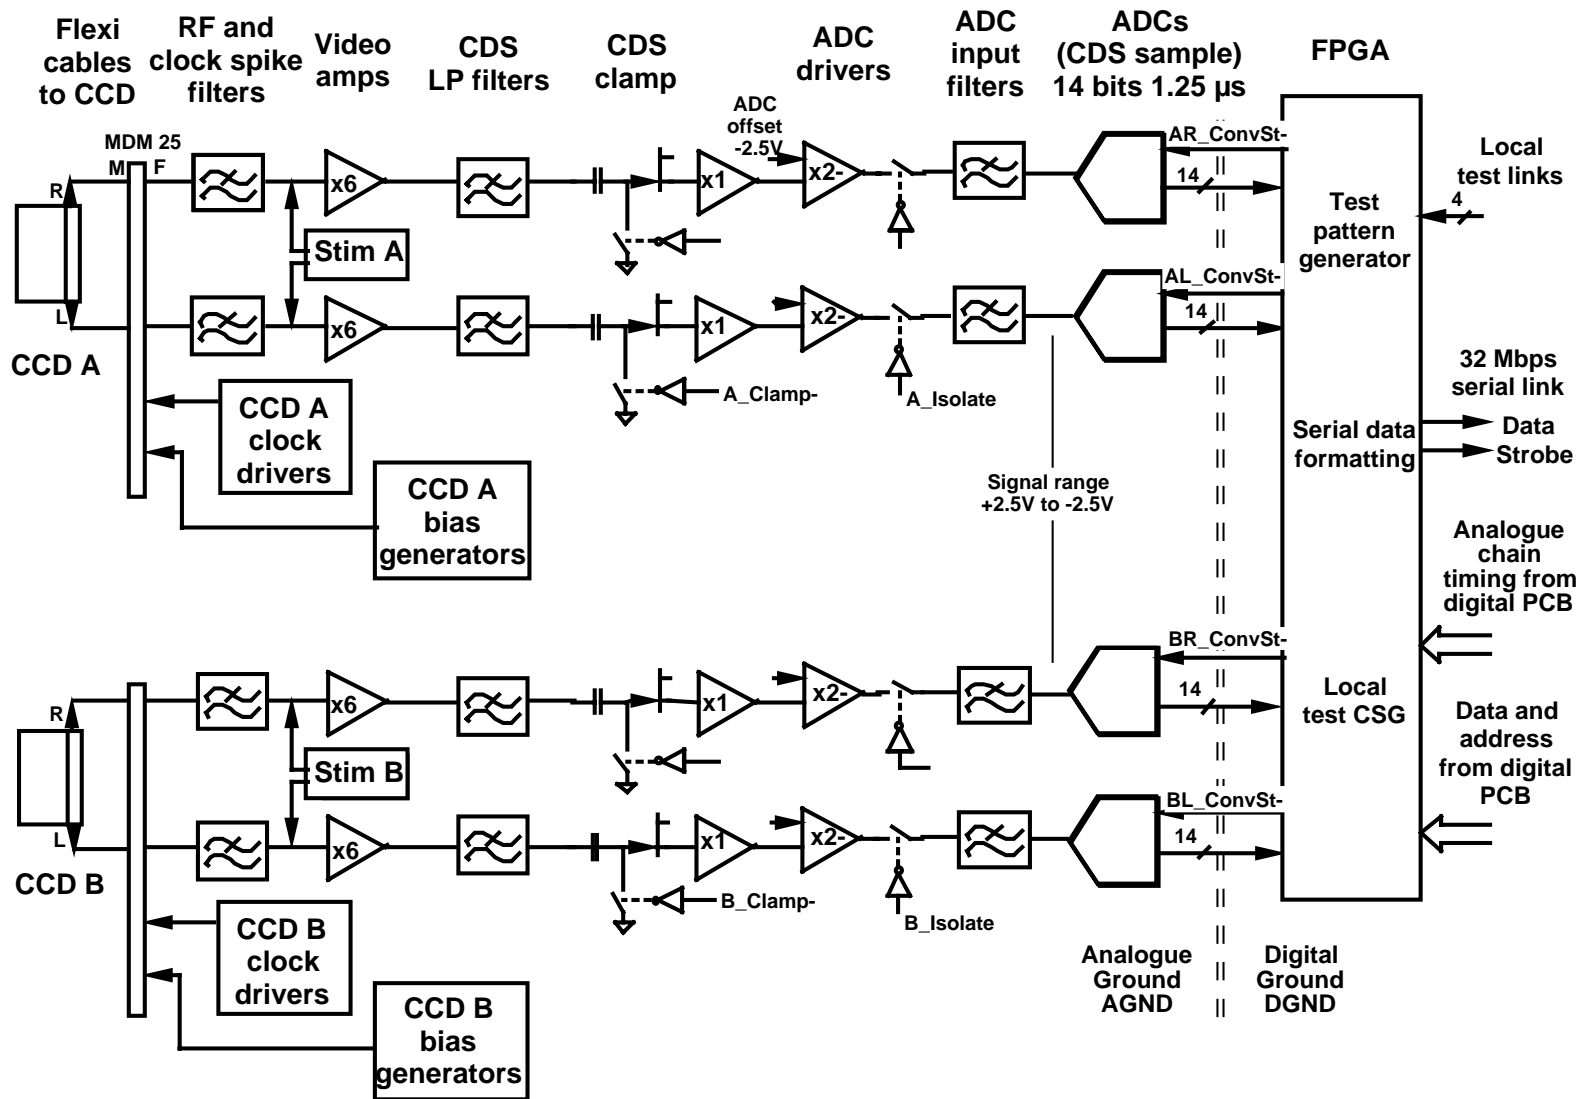 Flexi
cables
to CCD
RF and
clock spike
filters
Video
amps
CDS
LP filters
CDS
clamp
ADC
drivers
ADC
input
filters
ADCs
(CDS sample)
14 bits 1.25 µs
FPGA
ADC
offset
-2.5V
MDM 25
M
F
R
x6
x1
x2-
AR_ConvSt-
14
Local
test links
4
Stim A
Test
pattern
generator
L
x6
x1
x2-
AL_ConvSt-
14
CCD A
A_Clamp-
A_Isolate
32 Mbps
serial link
Data
Strobe
CCD A
clock
drivers
Serial data
formatting
CCD A
bias
generators
Signal range
+2.5V to -2.5V
Analogue
chain
timing from
digital PCB
R
x6
x1
x2-
BR_ConvSt-
14
Local
test CSG
Stim B
Data and
address
from digital
PCB
L
x6
x1
x2-
BL_ConvSt-
14
CCD B
B_Clamp-
B_Isolate
CCD B
clock
drivers
Analogue
Ground
AGND
Digital
Ground
DGND
CCD B
bias
generators